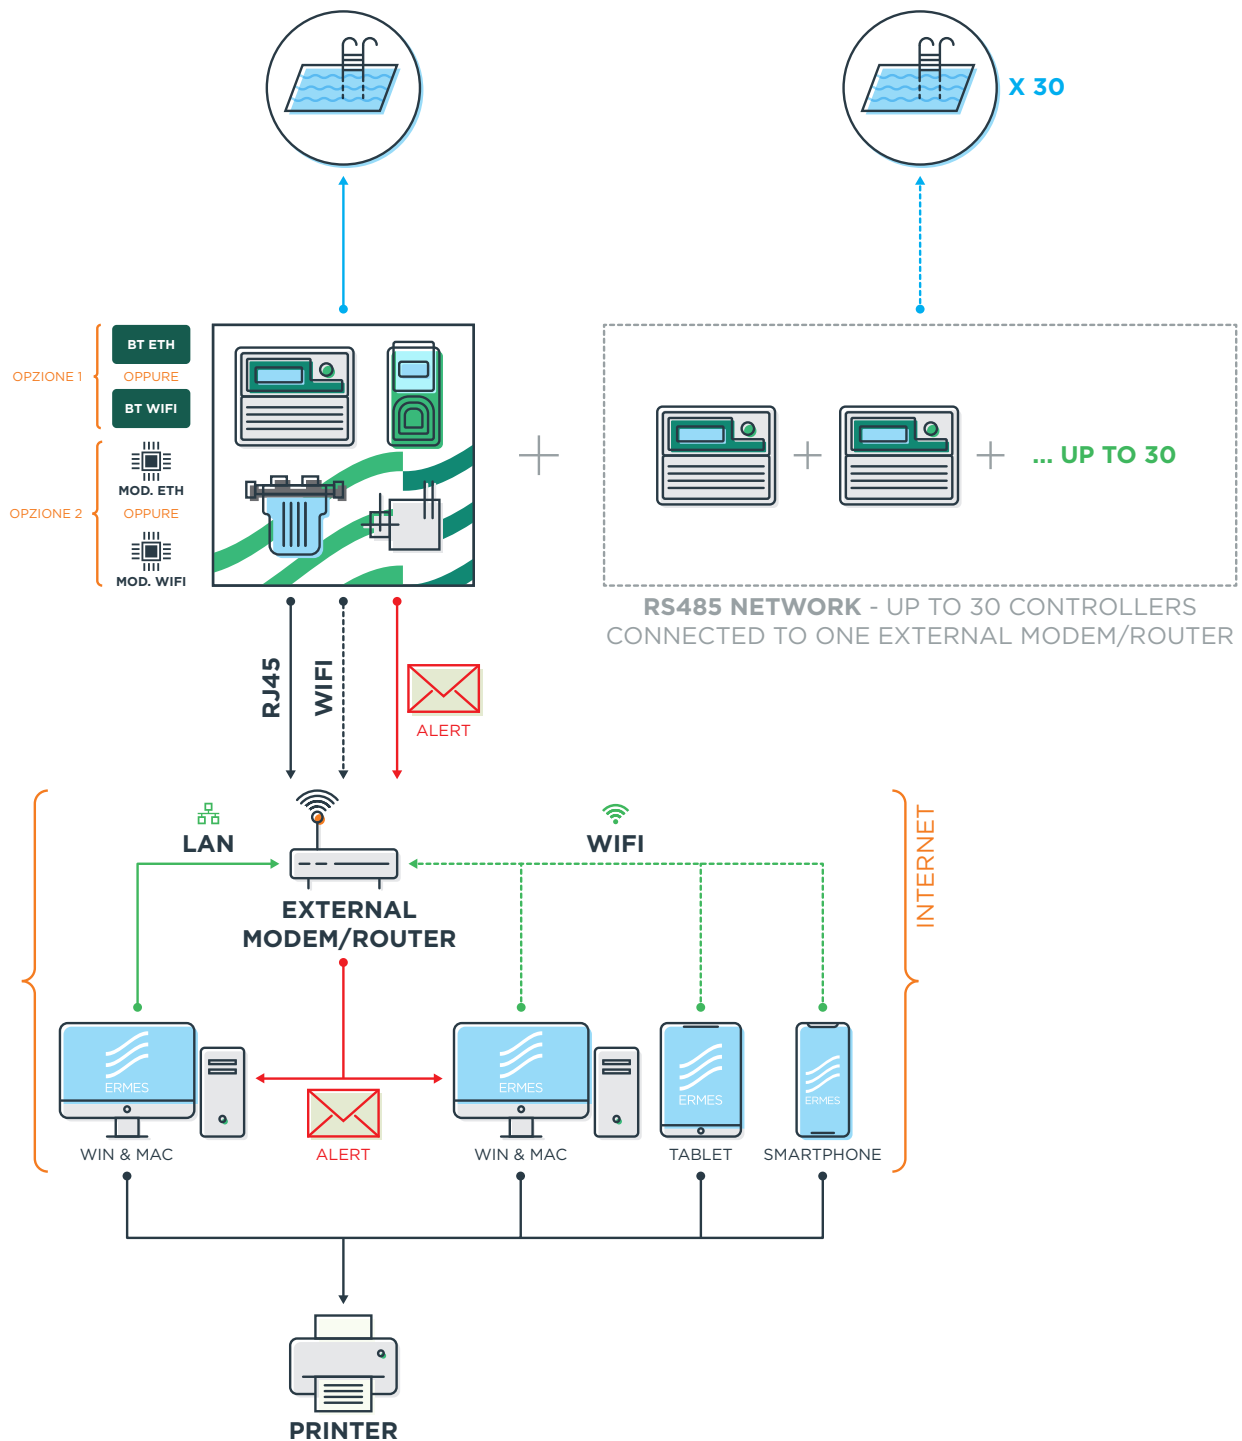 X 30
BT ETH
OPZIONE 1
OPPURE
BT WIFI
MOD. ETH
OPZIONE 2
OPPURE
MOD. WIFI
... UP TO 30
RS485 NETWORK - UP TO 30 CONTROLLERS
CONNECTED TO ONE EXTERNAL MODEM/ROUTER
RJ45
WIFI
ALERT
LAN
WIFI
INTERNET
EXTERNAL
MODEM/ROUTER
ERMES
ERMES
ERMES
ERMES
WIN & MAC
ALERT
WIN & MAC
TABLET
SMARTPHONE
PRINTER